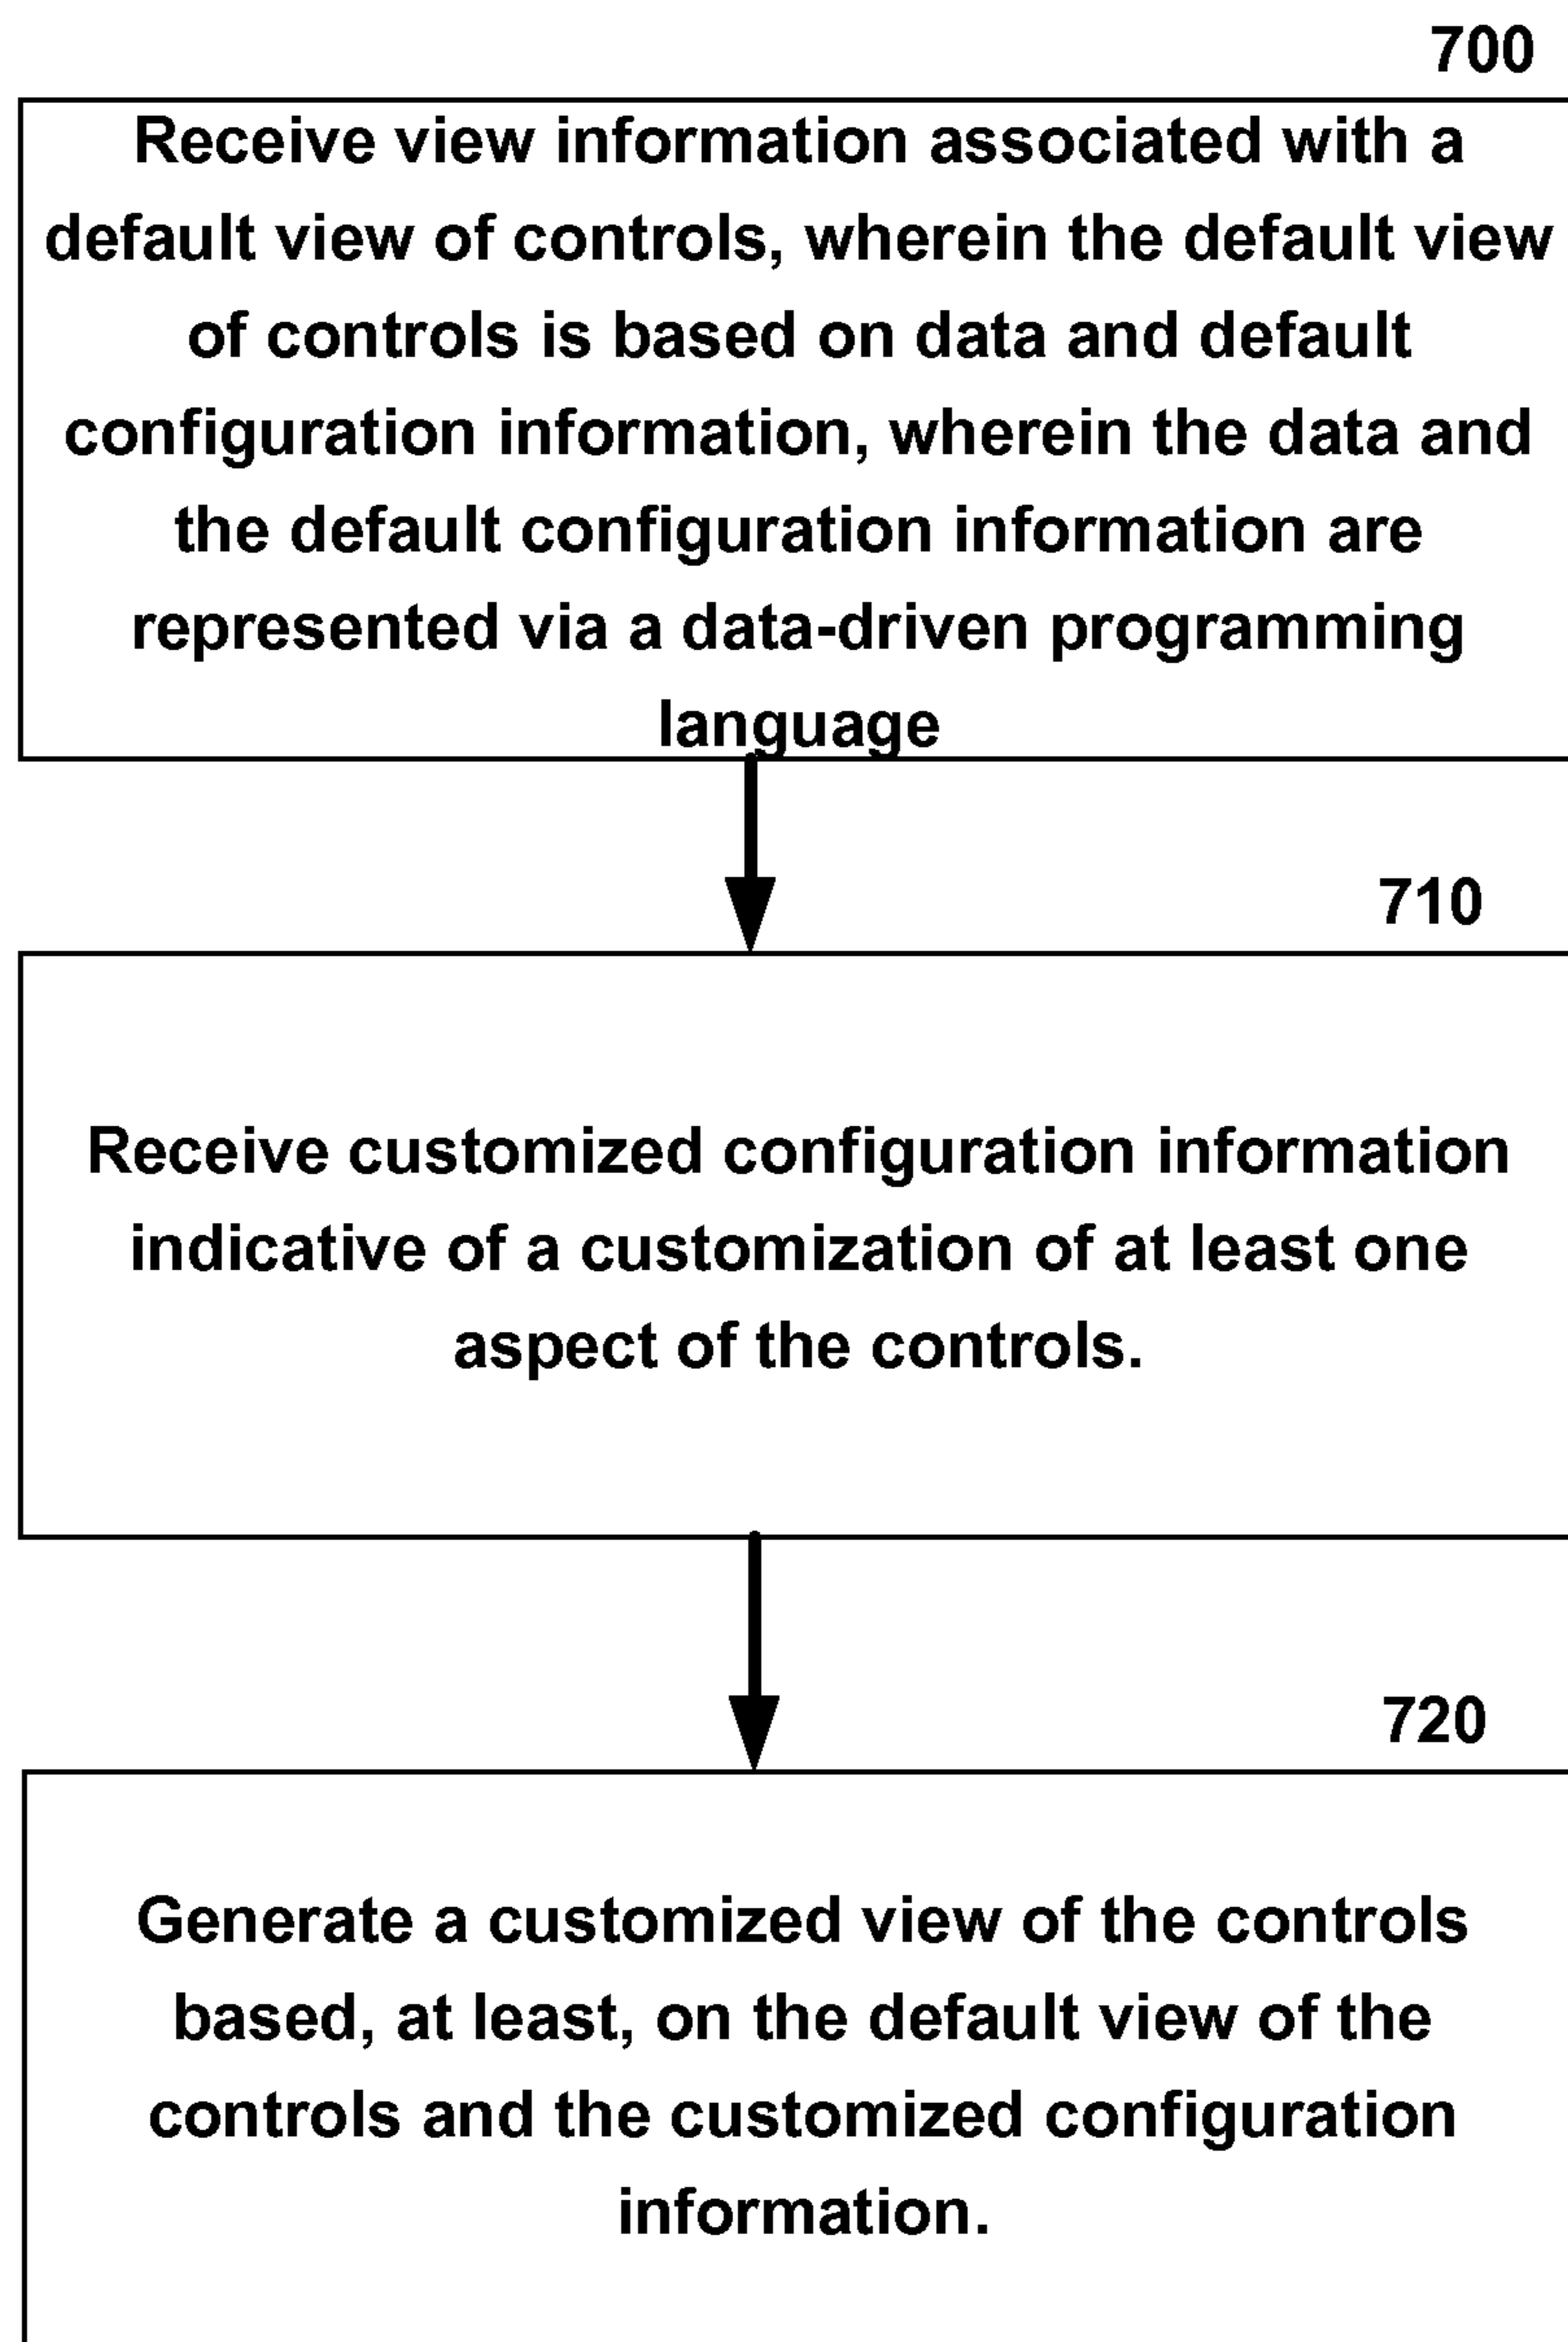 700
Receive view information associated with a
default view of controls, wherein the default view
of controls is based on data and default
configuration information, wherein the data and
the default configuration information are
represented via a data-driven programming
language
710
Receive customized configuration information
indicative of a customization of at least one
aspect of the controls.
720
Generate a customized view of the controls
based, at least, on the default view of the
controls and the customized configuration
information.